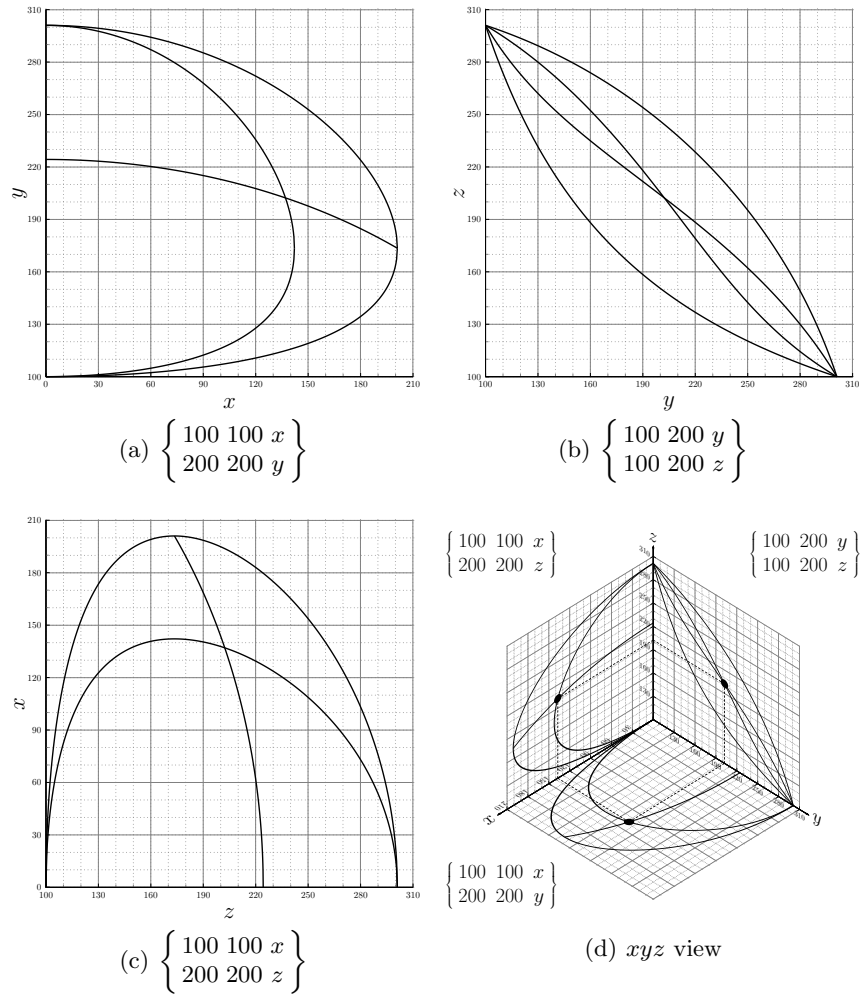 310 280 250 220 190 160 130 100
y
0 30 60 90 120 150 180 210
x
(a) { 100 100 x
200 200 y }
310 280 250 220 190 160 130 100
z
100 130 160 190 220 250 280 310
y
(b) { 100 200 y
100 200 z }
210 180 150 120 90 60 30 0
x
100 130 160 190 220 250 280 310
z
(c) { 100 100 x
200 200 z }
{ 100 100 x
200 200 z }
z
{ 100 200 y
100 200 z }
x
y
{ 100 100 x
200 200 y }
(d) xyz view